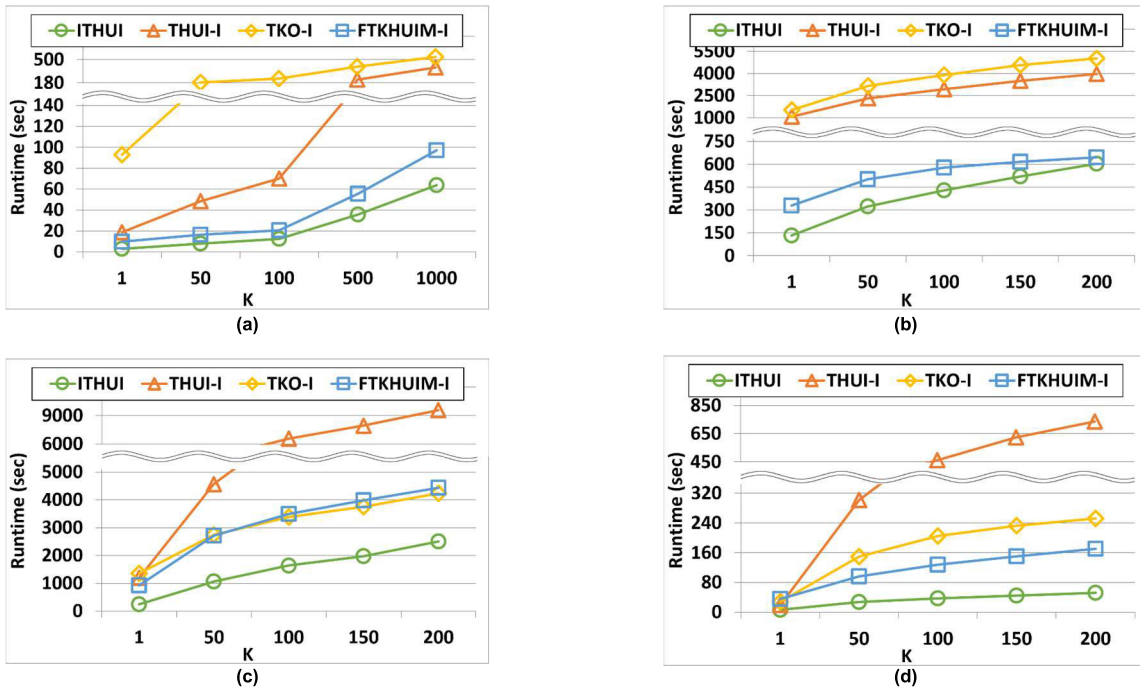 ITHUI THUI-I TKO-I FTKHUIM-I
500
180
140
120
100
80
60
40
20
0
Runtime (sec)
1 50 100 500 1000
K
(a)
ITHUI THUI-I TKO-I FTKHUIM-I
5500
4000
2500
1000
750
600
450
300
150
0
Runtime (sec)
1 50 100 150 200
K
(b)
ITHUI THUI-I TKO-I FTKHUIM-I
9000
6000
5000
4000
3000
2000
1000
0
Runtime (sec)
1 50 100 150 200
K
(c)
ITHUI THUI-I TKO-I FTKHUIM-I
850
650
450
320
240
160
80
0
Runtime (sec)
1 50 100 150 200
K
(d)